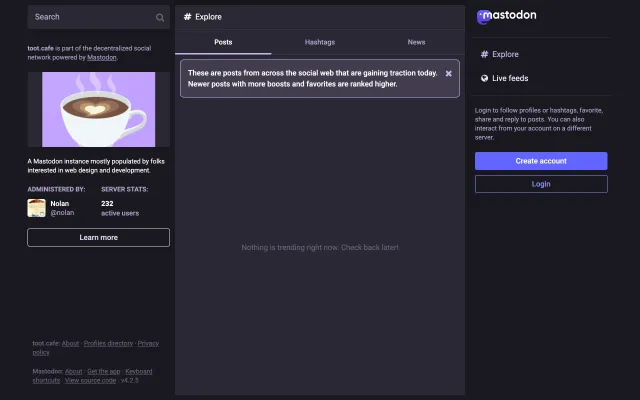 Search
toot.cafe is part of the decentralized social
network powered by Mastodon.
A Mastodon instance mostly populated by folks
interested in web design and development.
ADMINISTERED BY:
Nolan
@nolan
SERVER STATS:
232
active users
Learn more
toot.cafe: About · Profiles directory · Privacy
policy
Mastodon: About · Get the app · Keyboard
shortcuts · View source code · v4.2.5
# Explore
Posts
Hashtags
News
These are posts from across the social web that are gaining traction today.
Newer posts with more boosts and favorites are ranked higher.
Nothing is trending right now. Check back later!
mastodon
# Explore
Live feeds
Login to follow profiles or hashtags, favorite,
share and reply to posts. You can also
interact from your account on a different
server.
Create account
Login